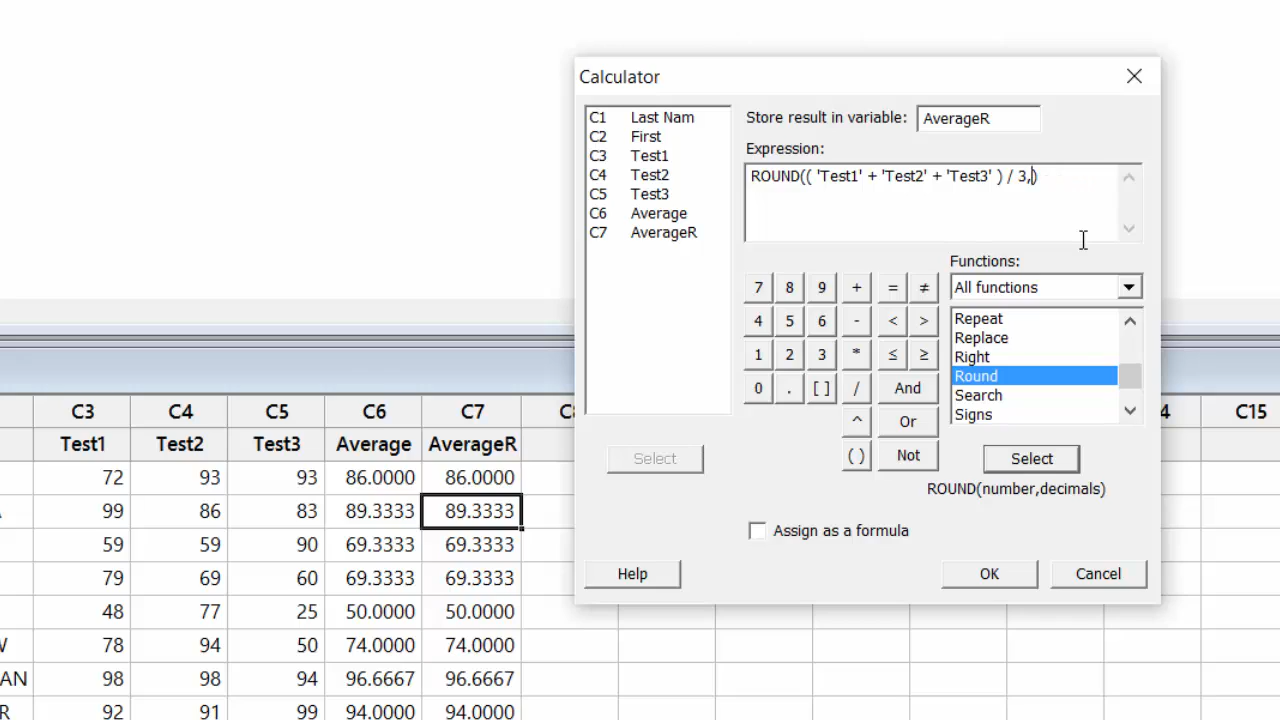 Calculator
C1 Last Nam
C2 First
C3 Test1
C4 Test2
C5 Test3
C6 Average
C7 AverageR
Store result in variable: AverageR
Expression:
ROUND(( 'Test1' + 'Test2' + 'Test3' ) / 3,)
Functions:
All functions
Repeat
Replace
Right
Round
Search
Signs
7 8 9 + = ≠
4 5 6 - < >
1 2 3 * ≤ ≥
0 . [ ] / And
^ Or
( ) Not
Select
Select
ROUND(number,decimals)
Assign as a formula
Help OK Cancel
C3 C4 C5 C6 C7 C8 4 C15
Test1 Test2 Test3 Average AverageR
72 93 93 86.0000 86.0000
99 86 83 89.3333 89.3333
59 59 90 69.3333 69.3333
79 69 60 69.3333 69.3333
48 77 25 50.0000 50.0000
W 78 94 50 74.0000 74.0000
AN 98 98 94 96.6667 96.6667
R 92 91 99 94.0000 94.0000